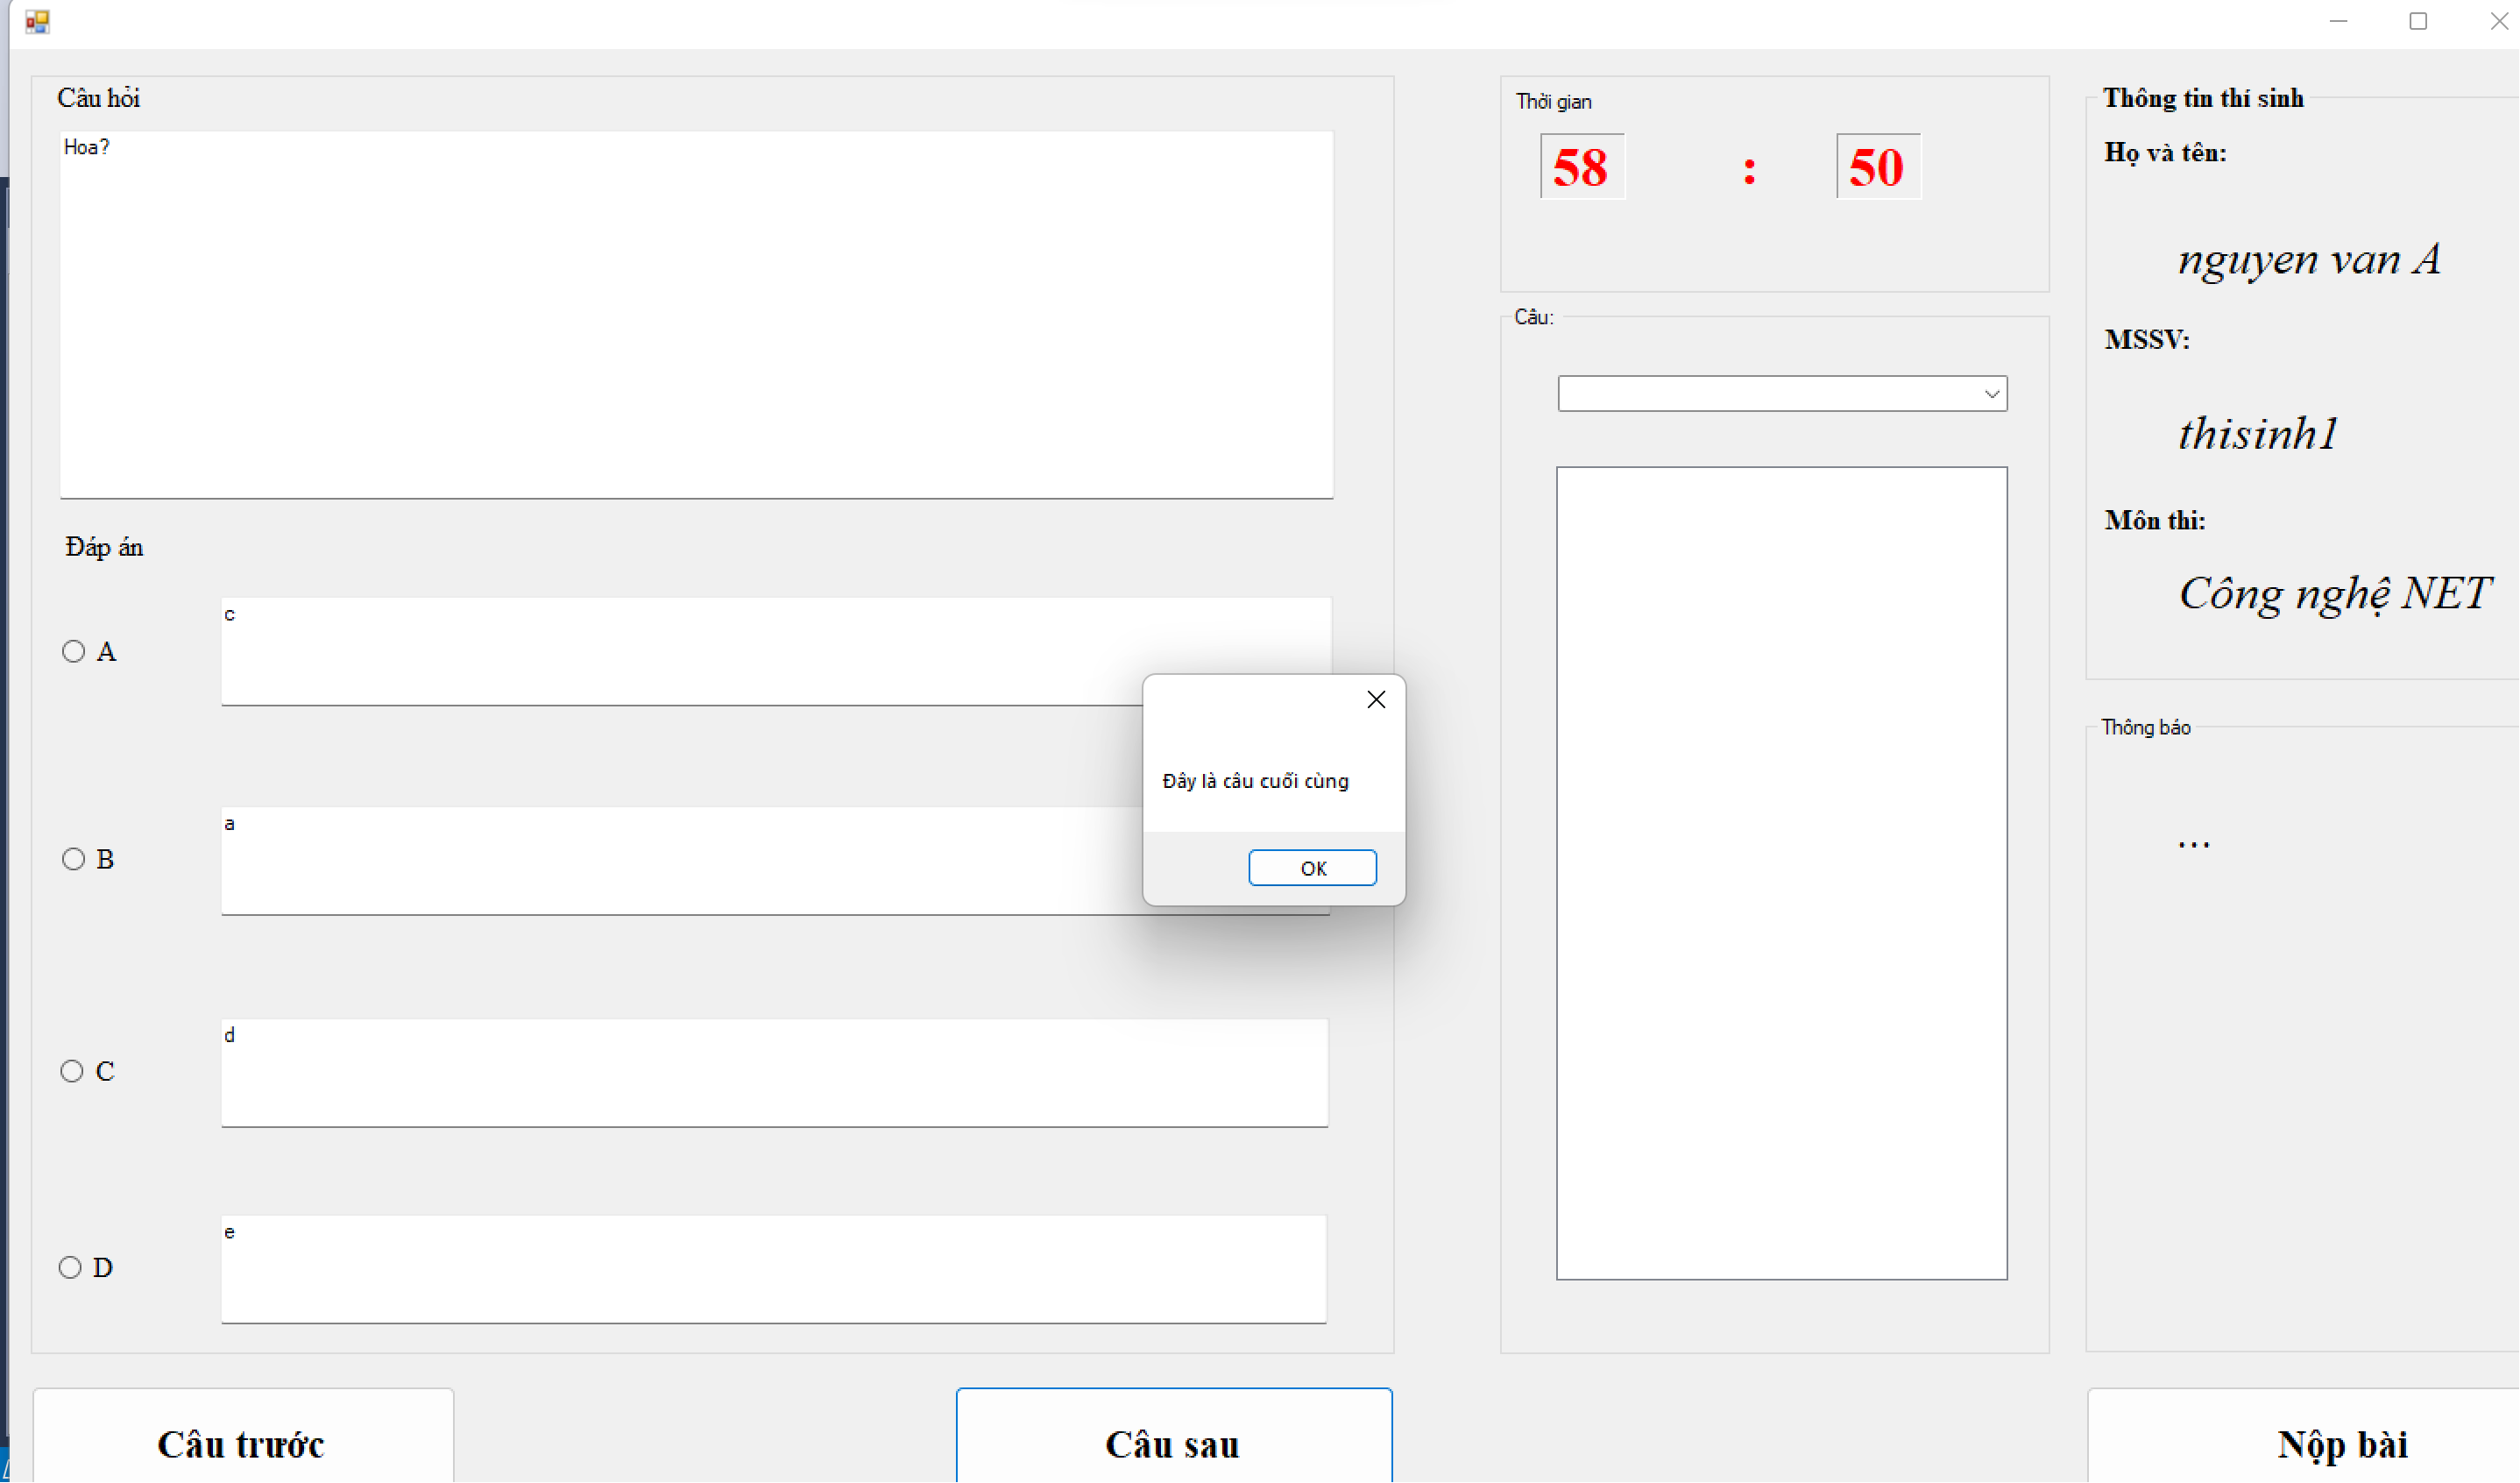 Câu hỏi
Hoa?
Đáp án
A
c
B
a
C
d
D
e
Câu trước
Câu sau
Đây là câu cuối cùng
OK
Thời gian
58 : 50
Câu:
Thông tin thí sinh
Họ và tên:
nguyen van A
MSSV:
thisinh1
Môn thi:
Công nghệ NET
Thông báo
...
Nộp bài